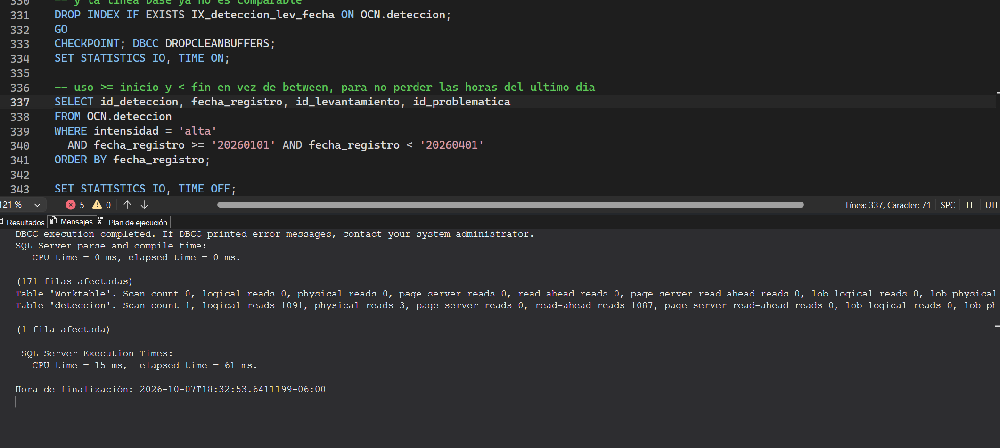 330 -- y la linea base ya no es comparable
331 DROP INDEX IF EXISTS IX_deteccion_lev_fecha ON OCN.deteccion;
332 GO
333 CHECKPOINT; DBCC DROPCLEANBUFFERS;
334 SET STATISTICS IO, TIME ON;
335
336 -- uso >= inicio y < fin en vez de between, para no perder las horas del ultimo dia
337 SELECT id_deteccion, fecha_registro, id_levantamiento, id_problematica
338 FROM OCN.deteccion
339 WHERE intensidad = 'alta'
340 AND fecha_registro >= '20260101' AND fecha_registro < '20260401'
341 ORDER BY fecha_registro;
342
343 SET STATISTICS IO, TIME OFF;
121 % 5 0 Línea: 337, Carácter: 71 SPC LF UTF
Resultados Mensajes Plan de ejecución
DBCC execution completed. If DBCC printed error messages, contact your system administrator.
SQL Server parse and compile time:
CPU time = 0 ms, elapsed time = 0 ms.
(171 filas afectadas)
Table 'Worktable'. Scan count 0, logical reads 0, physical reads 0, page server reads 0, read-ahead reads 0, page server read-ahead reads 0, lob logical reads 0, lob physical
Table 'deteccion'. Scan count 1, logical reads 1091, physical reads 3, page server reads 0, read-ahead reads 1087, page server read-ahead reads 0, lob logical reads 0, lob ph
(1 fila afectada)
SQL Server Execution Times:
CPU time = 15 ms, elapsed time = 61 ms.
Hora de finalización: 2026-10-07T18:32:53.6411199-06:00